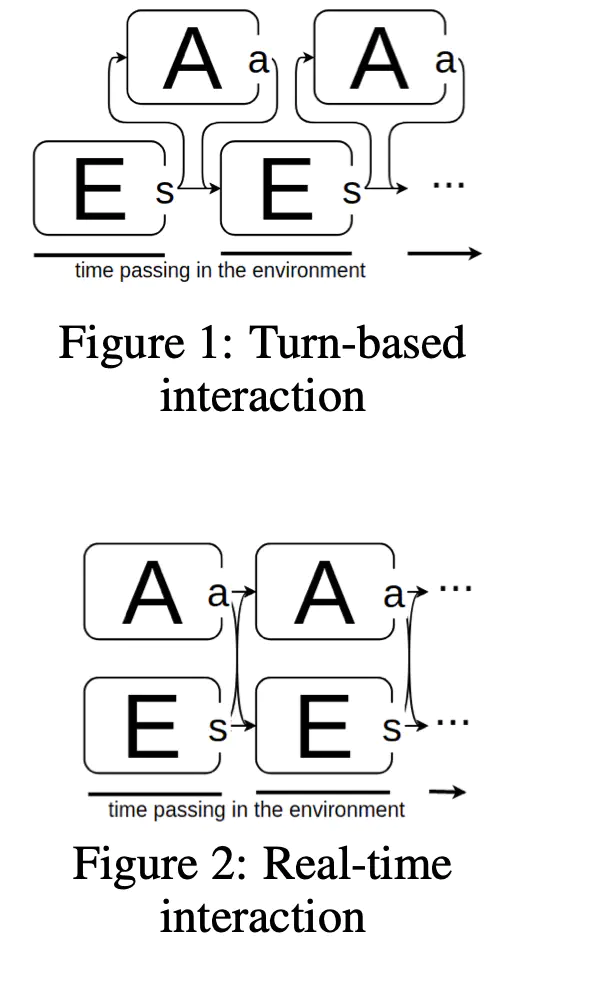 A a A a
E s E s ...
time passing in the environment
Figure 1: Turn-based
interaction
A a A a ...
E s E s ...
time passing in the environment
Figure 2: Real-time
interaction